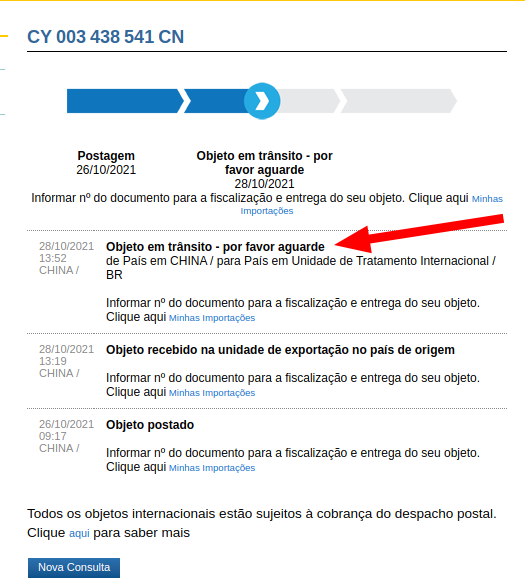 CY 003 438 541 CN
Postagem
26/10/2021
Objeto em trânsito - por
favor aguarde
28/10/2021
Informar nº do documento para a fiscalização e entrega do seu objeto. Clique aqui Minhas
Importações
28/10/2021
13:52
CHINA /
Objeto em trânsito - por favor aguarde
de País em CHINA / para País em Unidade de Tratamento Internacional /
BR
Informar nº do documento para a fiscalização e entrega do seu objeto.
Clique aqui Minhas Importações
28/10/2021
13:19
CHINA /
Objeto recebido na unidade de exportação no país de origem
Informar nº do documento para a fiscalização e entrega do seu objeto.
Clique aqui Minhas Importações
26/10/2021
09:17
CHINA /
Objeto postado
Informar nº do documento para a fiscalização e entrega do seu objeto.
Clique aqui Minhas Importações
Todos os objetos internacionais estão sujeitos à cobrança do despacho postal.
Clique aqui para saber mais
Nova Consulta